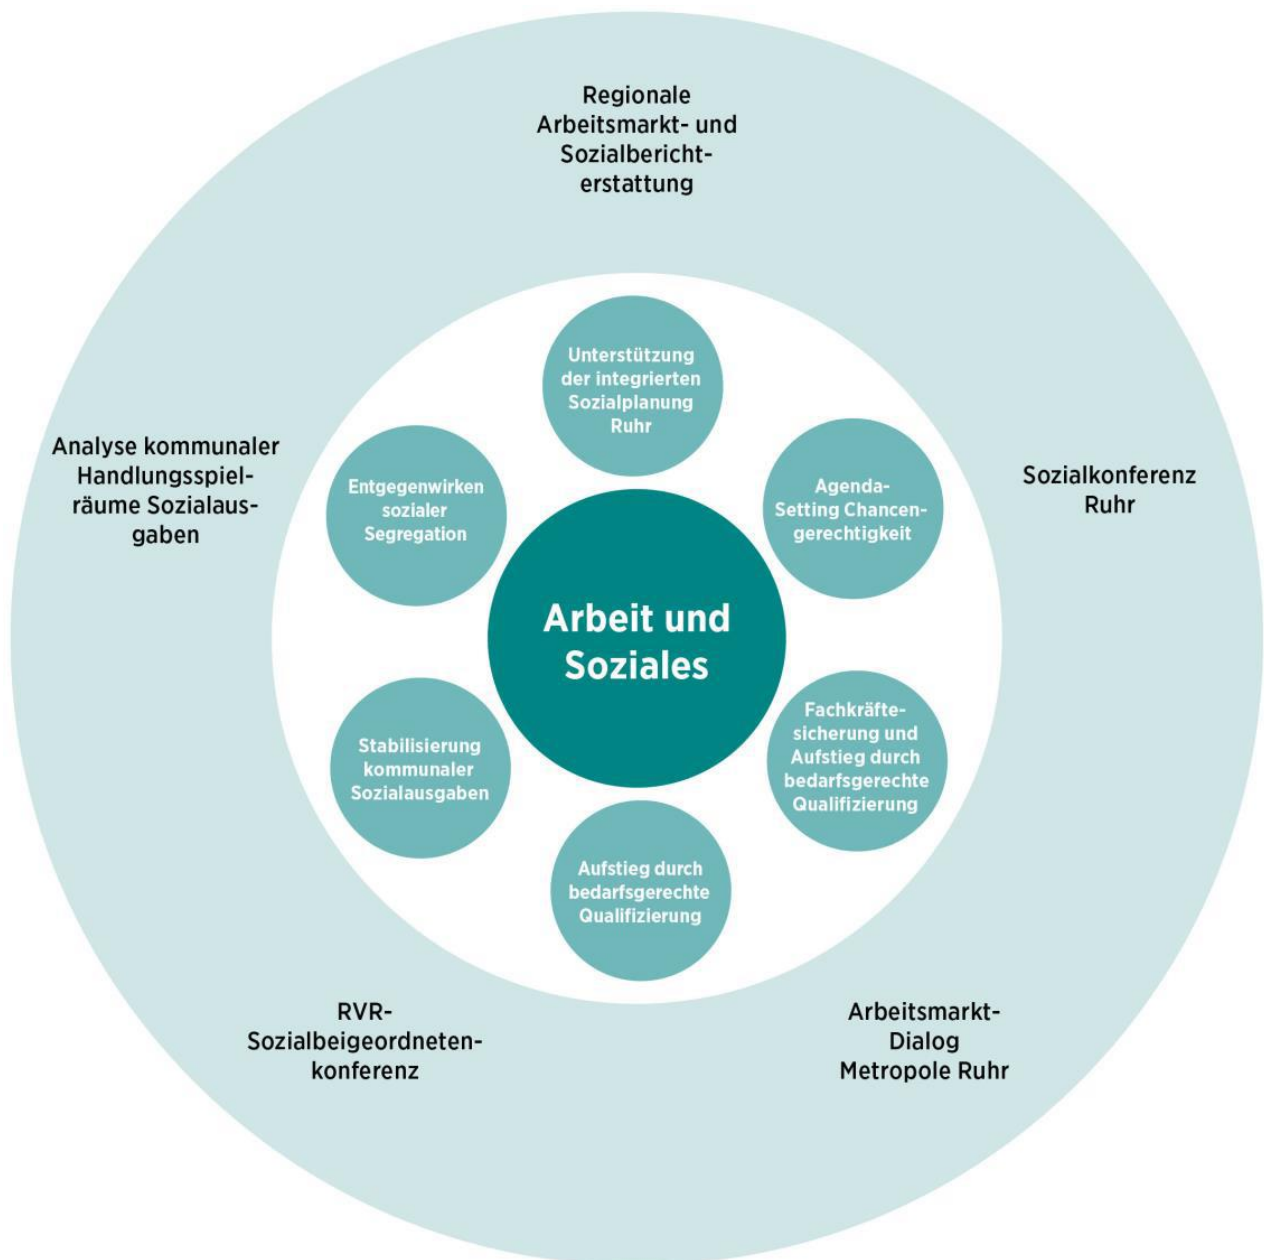 Regionale
Arbeitsmarkt- und
Sozialbericht-
erstattung
Unterstützung
der integrierten
Sozialplanung
Ruhr
Analyse kommunaler
Handlungsspiel-
räume Sozialaus-
gaben
Entgegenwirken
sozialer
Segregation
Agenda-
Setting Chancen-
gerechtigkeit
Sozialkonferenz
Ruhr
Arbeit und
Soziales
Stabilisierung
kommunaler
Sozialausgaben
Fachkräfte-
sicherung und
Aufstieg durch
bedarfsgerechte
Qualifizierung
Aufstieg durch
bedarfsgerechte
Qualifizierung
RVR-
Sozialbeigeordneten-
konferenz
Arbeitsmarkt-
Dialog
Metropole Ruhr